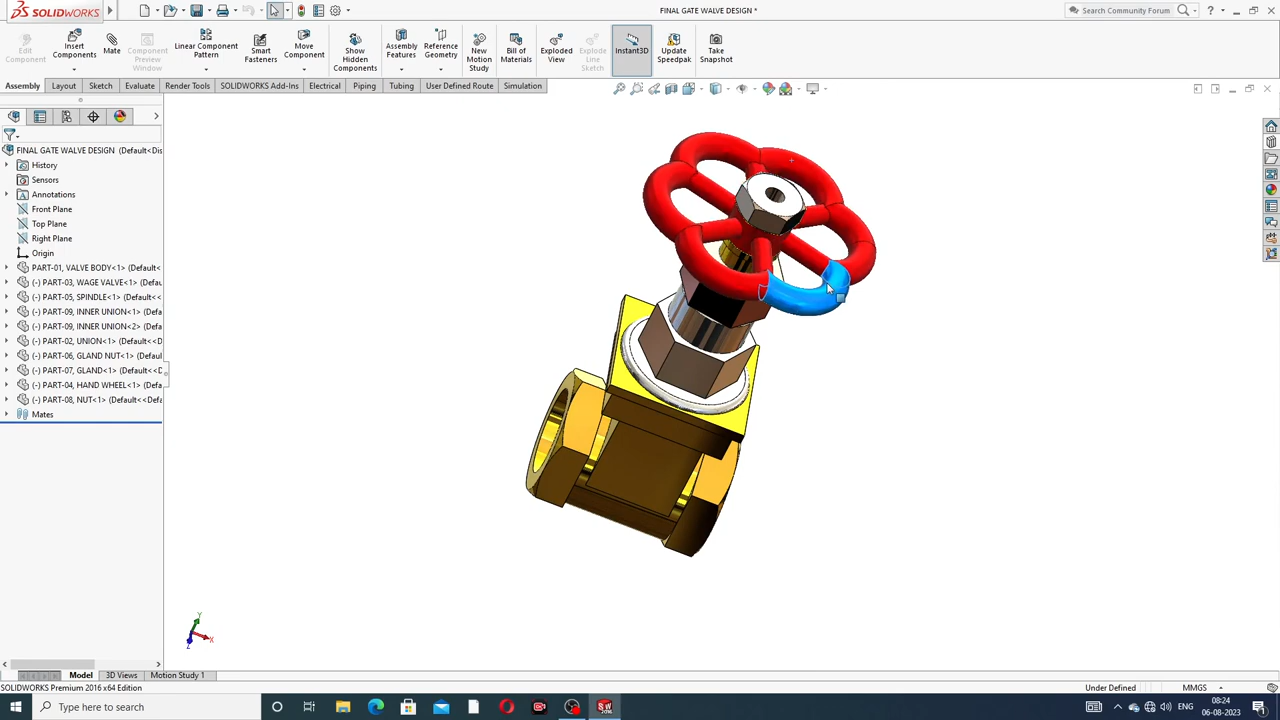 SOLIDWORKS
FINAL GATE WALVE DESIGN *
Search Community Forum
Edit Component
Insert Components
Mate
Component Preview Window
Linear Component Pattern
Smart Fasteners
Move Component
Show Hidden Components
Assembly Features
Reference Geometry
New Motion Study
Bill of Materials
Exploded View
Explode Line Sketch
Instant3D
Update Speedpak
Take Snapshot
Assembly Layout Sketch Evaluate Render Tools SOLIDWORKS Add-Ins Electrical Piping Tubing User Defined Route Simulation
FINAL GATE WALVE DESIGN (Default<Dis
History
Sensors
Annotations
Front Plane
Top Plane
Right Plane
Origin
PART-01, VALVE BODY<1> (Default<
(-) PART-03, WAGE VALVE<1> (Defau
(-) PART-05, SPINDLE<1> (Default<
(-) PART-09, INNER UNION<1> (Defa
(-) PART-09, INNER UNION<2> (Defa
(-) PART-02, UNION<1> (Default<<D
(-) PART-06, GLAND NUT<1> (Defaul
(-) PART-07, GLAND<1> (Default<<D
(-) PART-04, HAND WHEEL<1> (Defa
(-) PART-08, NUT<1> (Default<<Defa
Mates
Y
X
Z
Model 3D Views Motion Study 1
SOLIDWORKS Premium 2016 x64 Edition
Under Defined
MMGS
Type here to search
ENG
08:24
06-08-2023